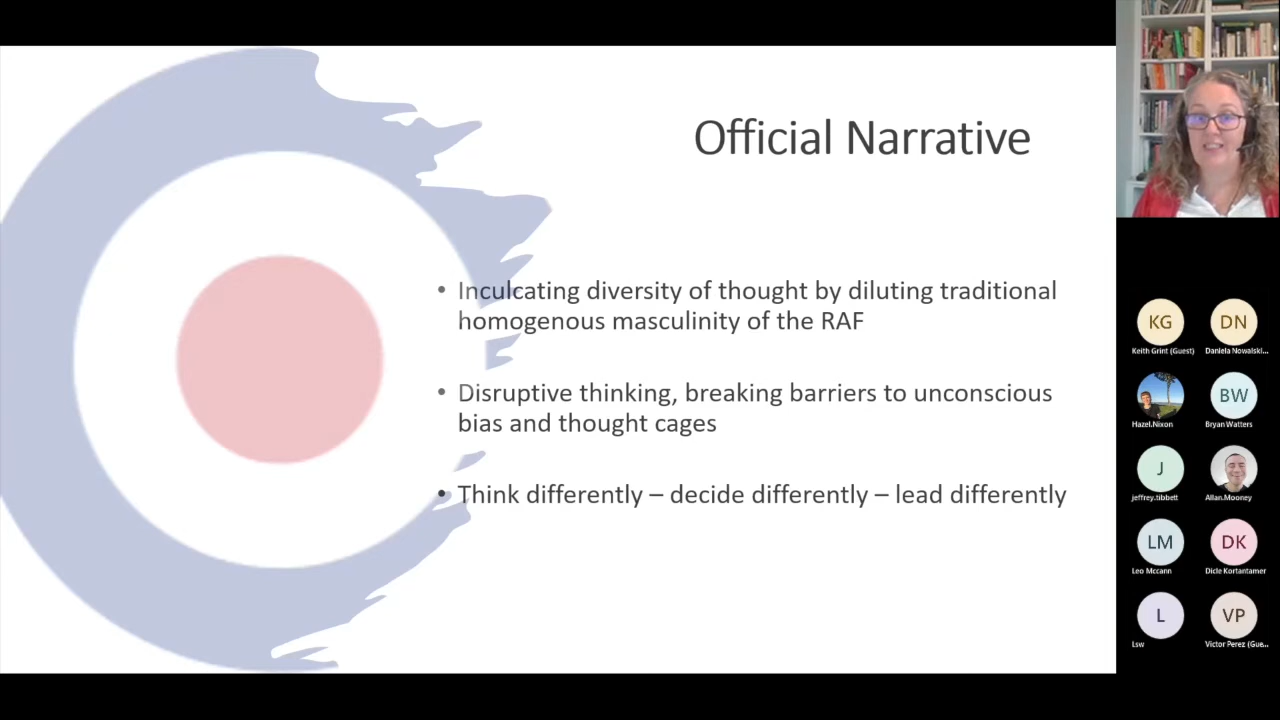 Official Narrative
• Inculcating diversity of thought by diluting traditional
homogenous masculinity of the RAF
• Disruptive thinking, breaking barriers to unconscious
bias and thought cages
• Think differently – decide differently – lead differently
KG
DN
Keith Grint (Guest)
Daniela Nowalski...
BW
Hazel.Nixon
Bryan Watters
J
jeffrey.tibbett
Allan.Mooney
LM
DK
Leo Mccann
Dicle Kortantamer
L
VP
Lsw
Victor Perez (Gue...